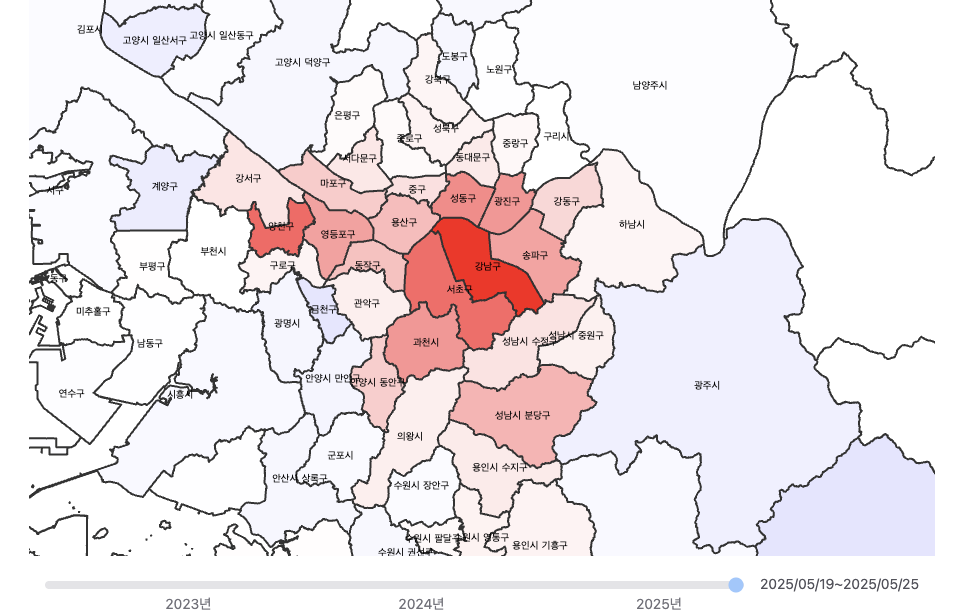 김포시
고양시 일산서구
고양시 일산동구
고양시 덕양구
도봉구
노원구
강북구
남양주시
은평구
종로구
성북구
중랑구
구리시
서대문구
동대문구
서구
계양구
강서구
마포구
중구
성동구
광진구
강동구
양천구
영등포구
용산구
하남시
부천시
부평구
구로구
동작구
강남구
송파구
동구
서초구
미추홀구
광명시
금천구
관악구
남동구
과천시
성남시 수정구
성남시 중원구
연수구
시흥시
안양시 만안구
안양시 동안구
광주시
성남시 분당구
의왕시
군포시
안산시 상록구
수원시 장안구
용인시 수지구
수원시 팔달구
수원시 영통구
수원시 권선구
용인시 기흥구
2025/05/19~2025/05/25
2023년
2024년
2025년